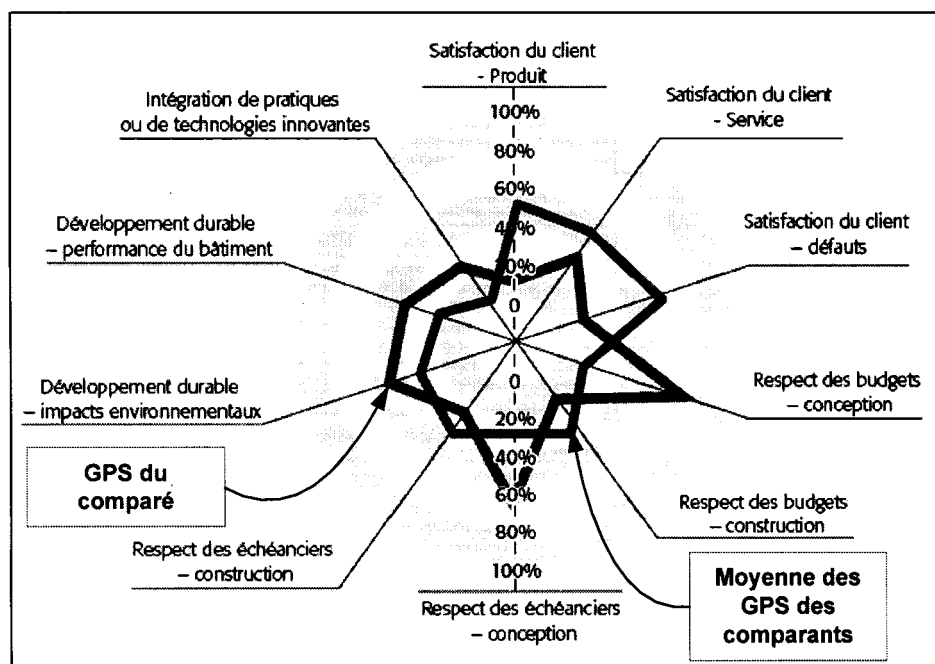 Satisfaction du client
- Produit
Intégration de pratiques
ou de technologies innovantes
Satisfaction du client
- Service
Développement durable
– performance du bâtiment
Satisfaction du client
– défauts
Développement durable
– impacts environnementaux
Respect des budgets
– conception
Respect des budgets
– construction
Respect des échéanciers
– construction
Respect des échéanciers
– conception
100%
80%
60%
40%
20%
0
0
20%
40%
60%
80%
100%
GPS du
comparé
Moyenne des
GPS des
comparants